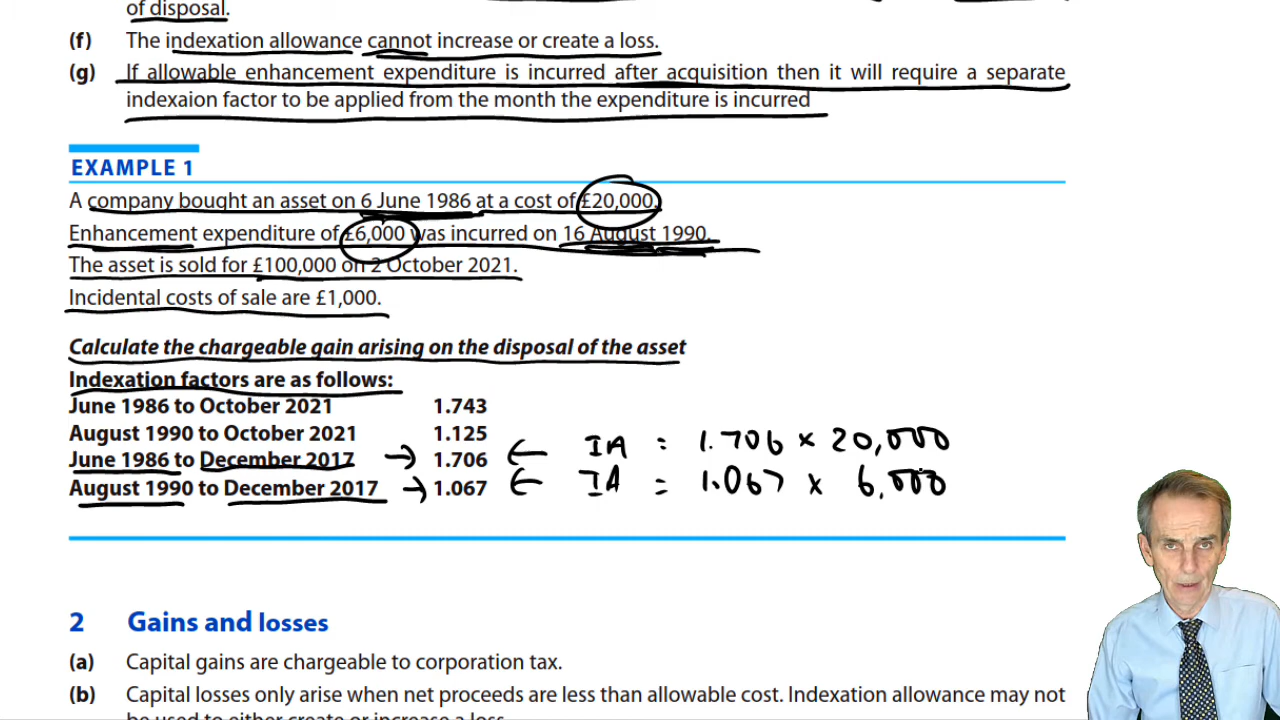 of disposal.
(f) The indexation allowance cannot increase or create a loss.
(g) If allowable enhancement expenditure is incurred after acquisition then it will require a separate
indexaion factor to be applied from the month the expenditure is incurred
EXAMPLE 1
A company bought an asset on 6 June 1986 at a cost of £20,000.
Enhancement expenditure of £6,000 was incurred on 16 August 1990.
The asset is sold for £100,000 on 2 October 2021.
Incidental costs of sale are £1,000.
Calculate the chargeable gain arising on the disposal of the asset
Indexation factors are as follows:
June 1986 to October 2021 1.743
August 1990 to October 2021 1.125
June 1986 to December 2017 → 1.706 ← IA = 1.706 × 20,000
August 1990 to December 2017 → 1.067 ← IA = 1.067 × 6,000
2 Gains and losses
(a) Capital gains are chargeable to corporation tax.
(b) Capital losses only arise when net proceeds are less than allowable cost. Indexation allowance may not
be used to either create or increase a loss.